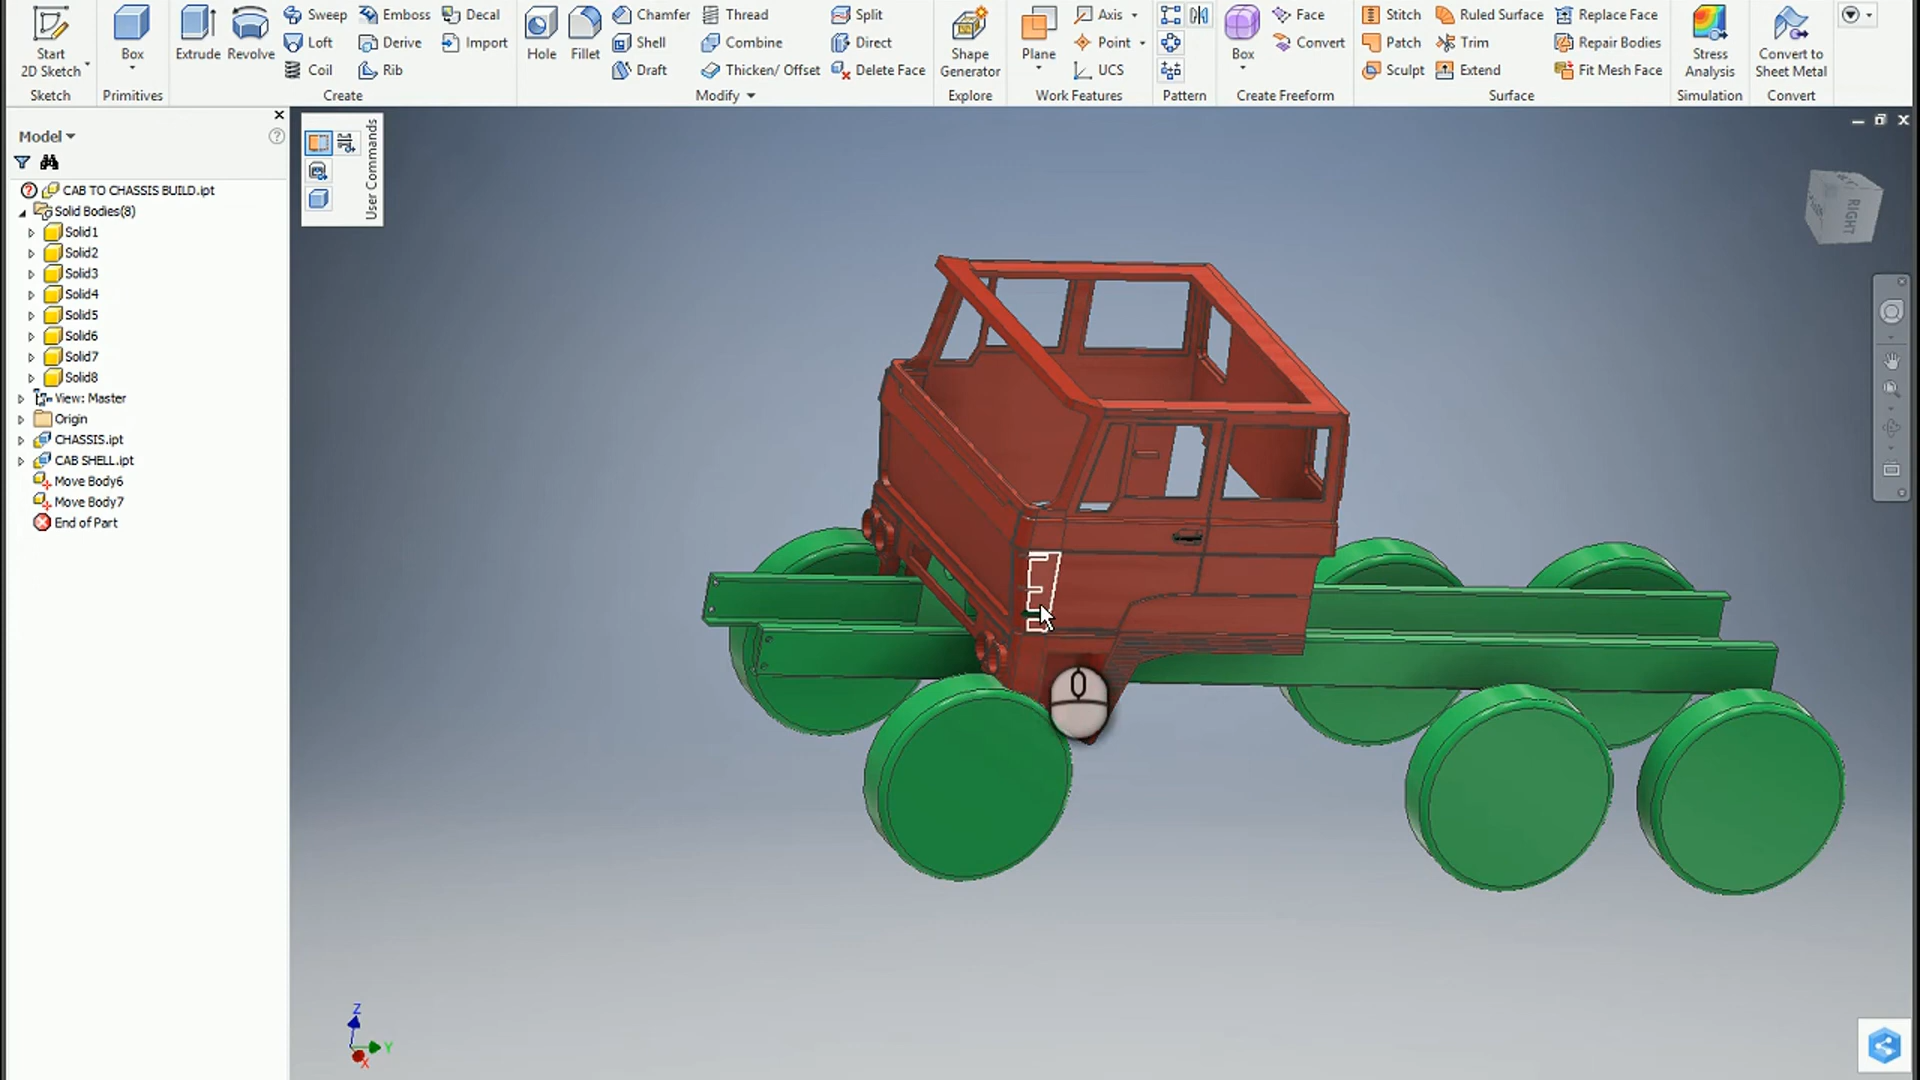 Start
2D Sketch
Sketch
Box
Primitives
Extrude
Revolve
Sweep
Loft
Coil
Emboss
Derive
Rib
Decal
Import
Create
Hole
Fillet
Chamfer
Shell
Draft
Thread
Combine
Thicken/ Offset
Split
Direct
Delete Face
Modify
Shape
Generator
Explore
Plane
Axis
Point
UCS
Work Features
Pattern
Box
Face
Convert
Create Freeform
Stitch
Patch
Sculpt
Ruled Surface
Trim
Extend
Replace Face
Repair Bodies
Fit Mesh Face
Surface
Stress
Analysis
Simulation
Convert to
Sheet Metal
Convert
Model
CAB TO CHASSIS BUILD.ipt
Solid Bodies(8)
Solid1
Solid2
Solid3
Solid4
Solid5
Solid6
Solid7
Solid8
View: Master
Origin
CHASSIS.ipt
CAB SHELL.ipt
Move Body6
Move Body7
End of Part
User Commands
RIGHT
Z
Y
X